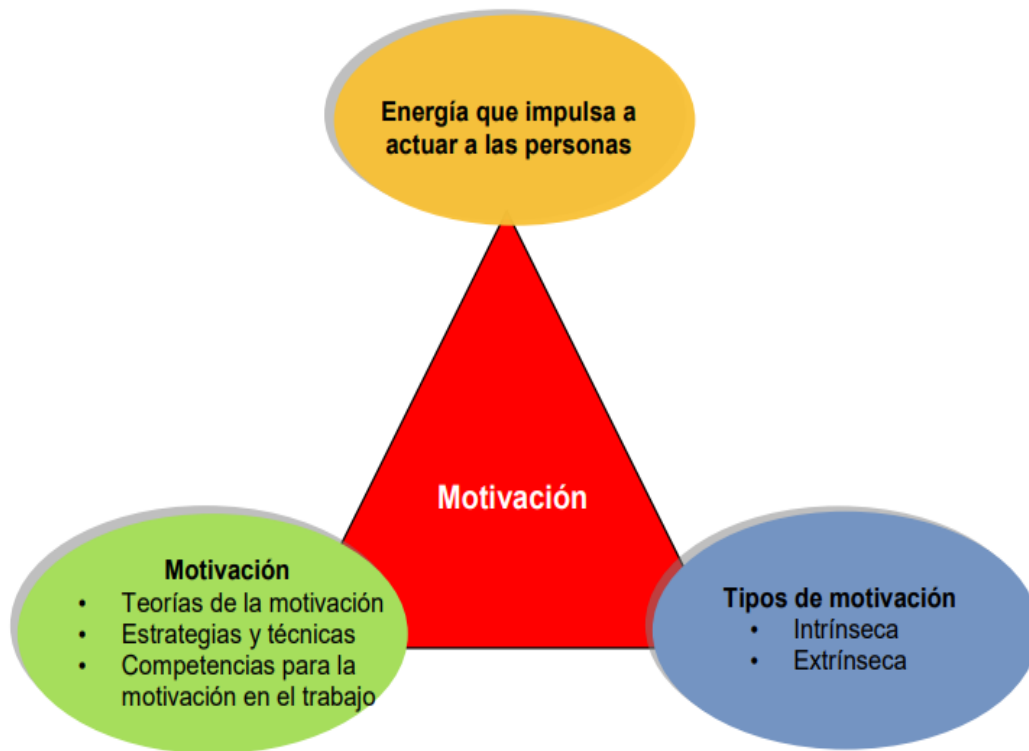 Energía que impulsa a
actuar a las personas
Motivación
Motivación
• Teorías de la motivación
• Estrategias y técnicas
• Competencias para la
motivación en el trabajo
Tipos de motivación
• Intrínseca
• Extrínseca